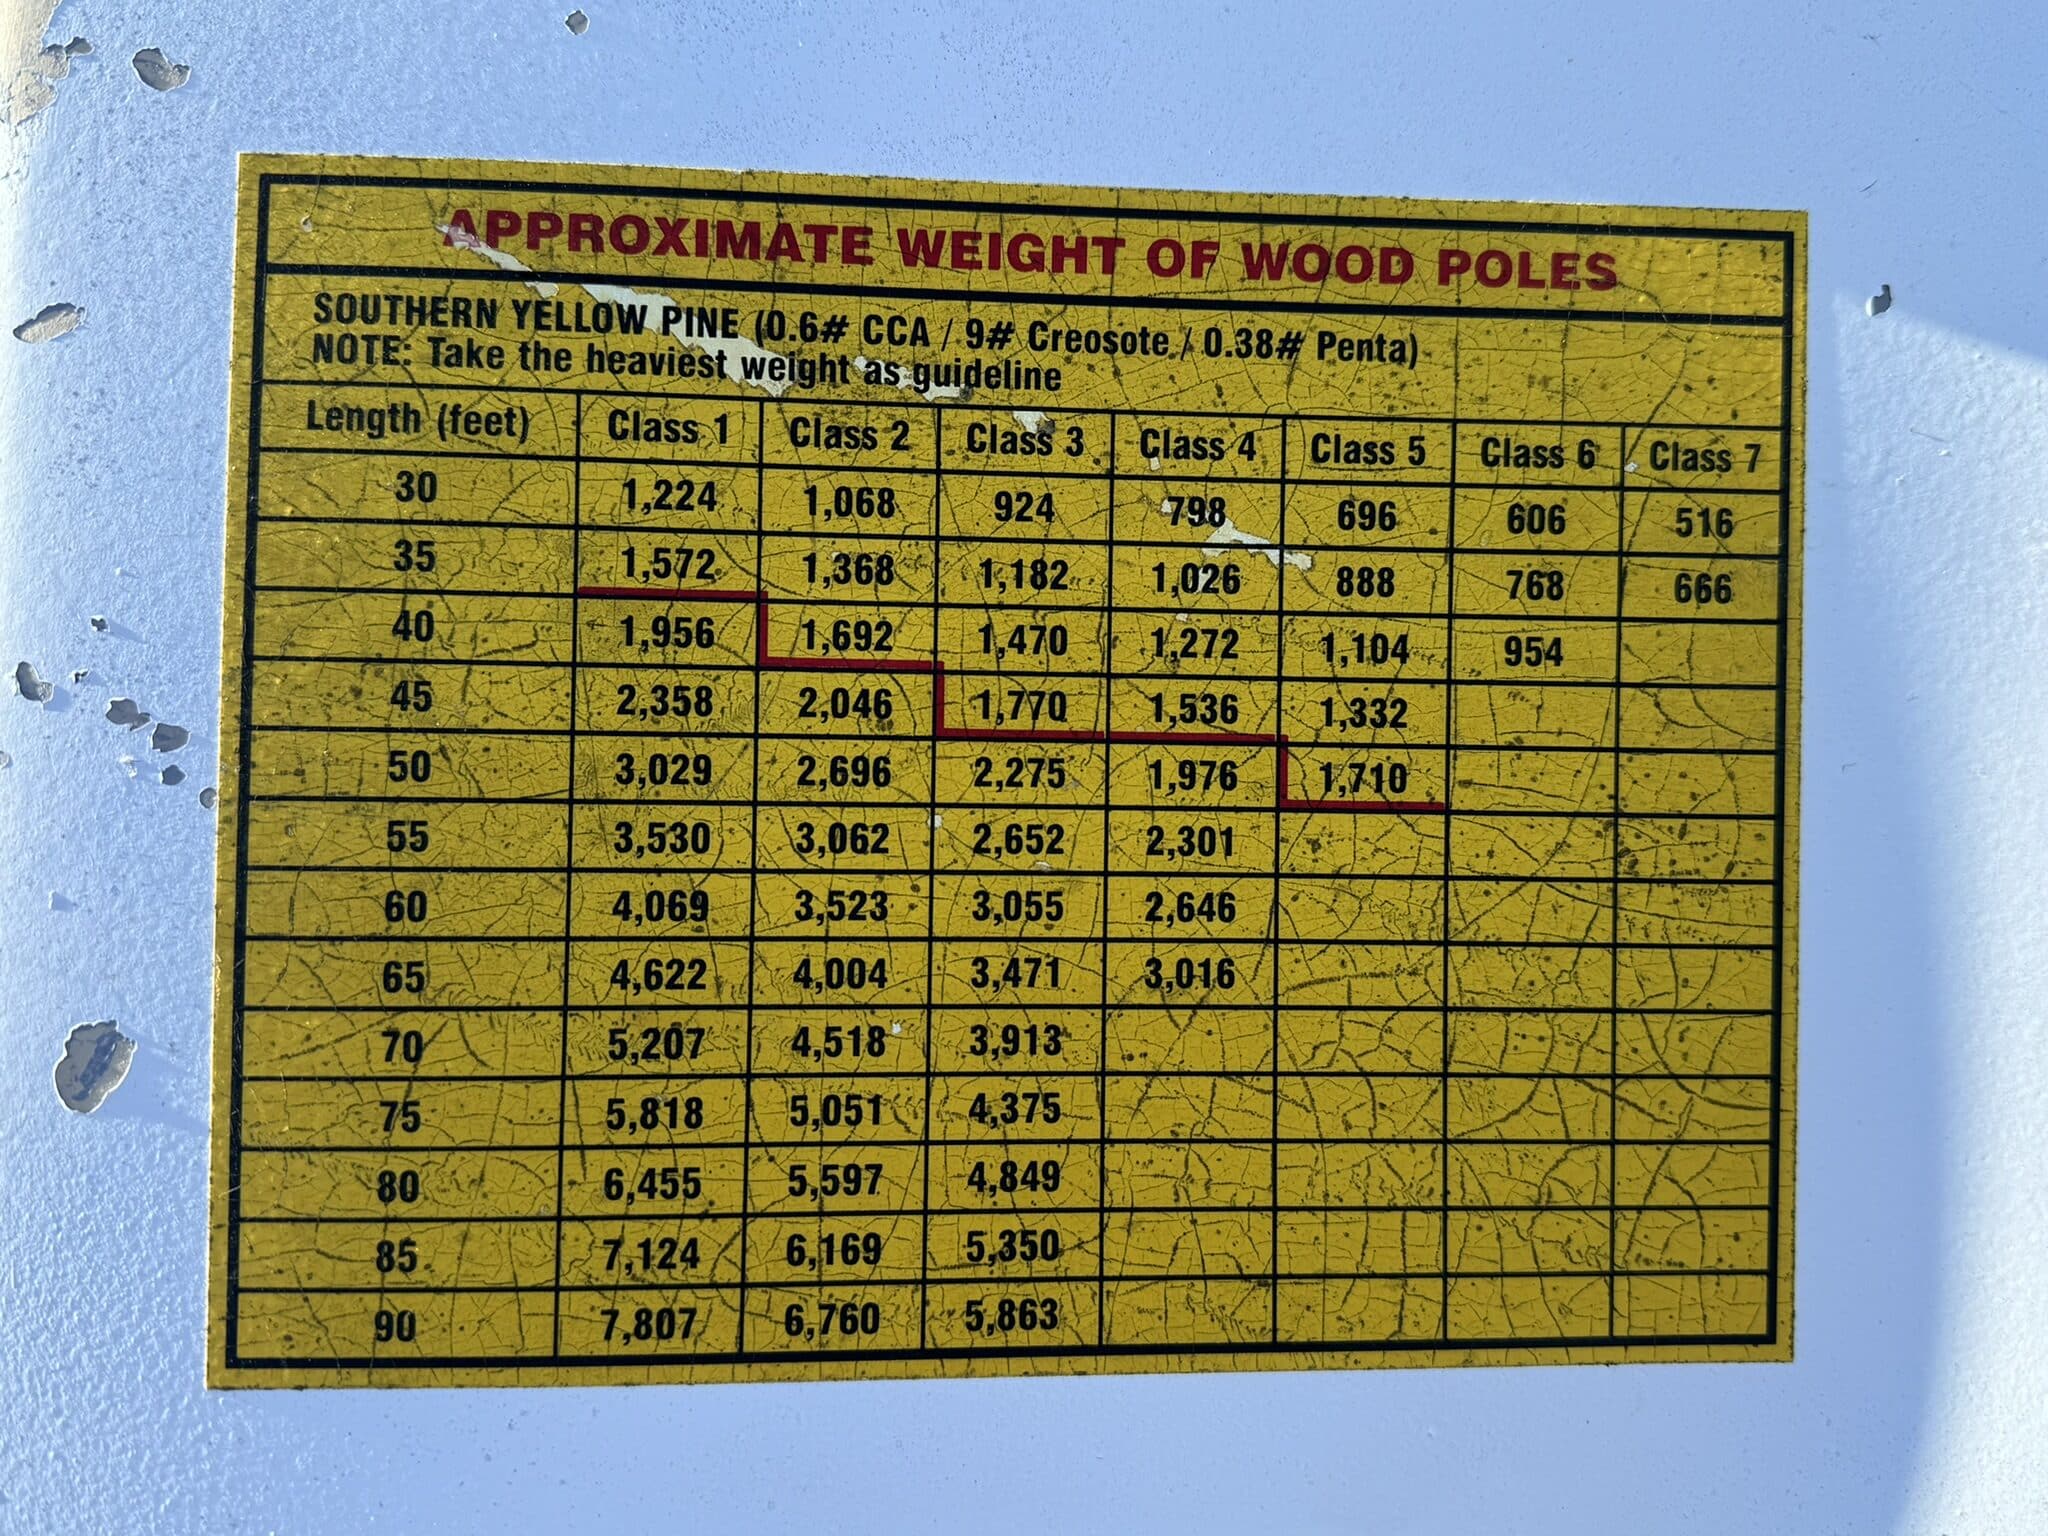 APPROXIMATE WEIGHT OF WOOD POLES
SOUTHERN YELLOW PINE (0.6# CCA / 9# Creosote / 0.38# Penta)
NOTE: Take the heaviest weight as guideline
Length (feet) Class 1 Class 2 Class 3 Class 4 Class 5 Class 6 Class 7
30 1,224 1,068 924 798 696 606 516
35 1,572 1,368 1,182 1,026 888 768 666
40 1,956 1,692 1,470 1,272 1,104 954
45 2,358 2,046 1,770 1,536 1,332
50 3,029 2,696 2,275 1,976 1,710
55 3,530 3,062 2,652 2,301
60 4,069 3,523 3,055 2,646
65 4,622 4,004 3,471 3,016
70 5,207 4,518 3,913
75 5,818 5,051 4,375
80 6,455 5,597 4,849
85 7,124 6,169 5,350
90 7,807 6,760 5,863